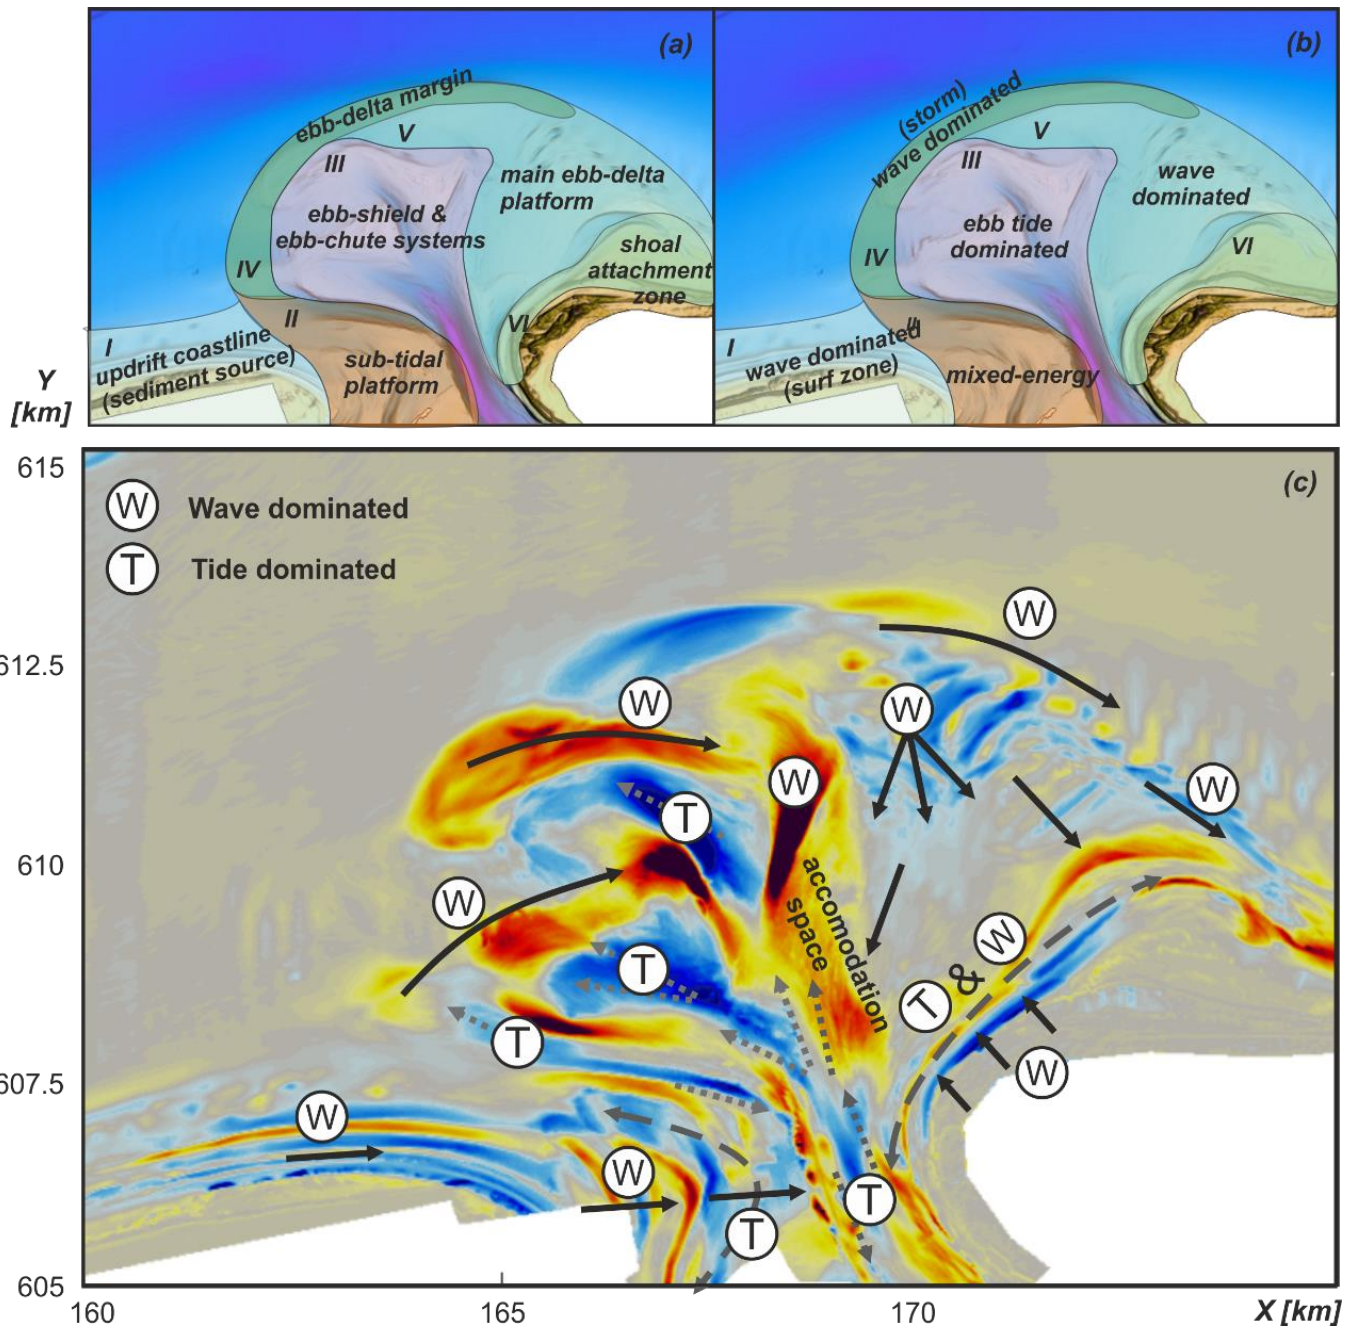 (a)
ebb-delta margin
V
III
main ebb-delta
platform
ebb-shield &
ebb-chute systems
shoal
attachment
zone
IV
II
VI
I
updrift coastline
(sediment source)
sub-tidal
platform
(b)
(storm)
wave dominated
V
III
wave
dominated
ebb tide
dominated
VI
IV
II
I
wave dominated
(surf zone)
mixed-energy
Y
[km]
615
612.5
610
607.5
605
(c)
W Wave dominated
T Tide dominated
W
W
W
W
W
T
accomodation
space
W
T
T & W
T
W
W
W
T
T
160
165
170
X [km]